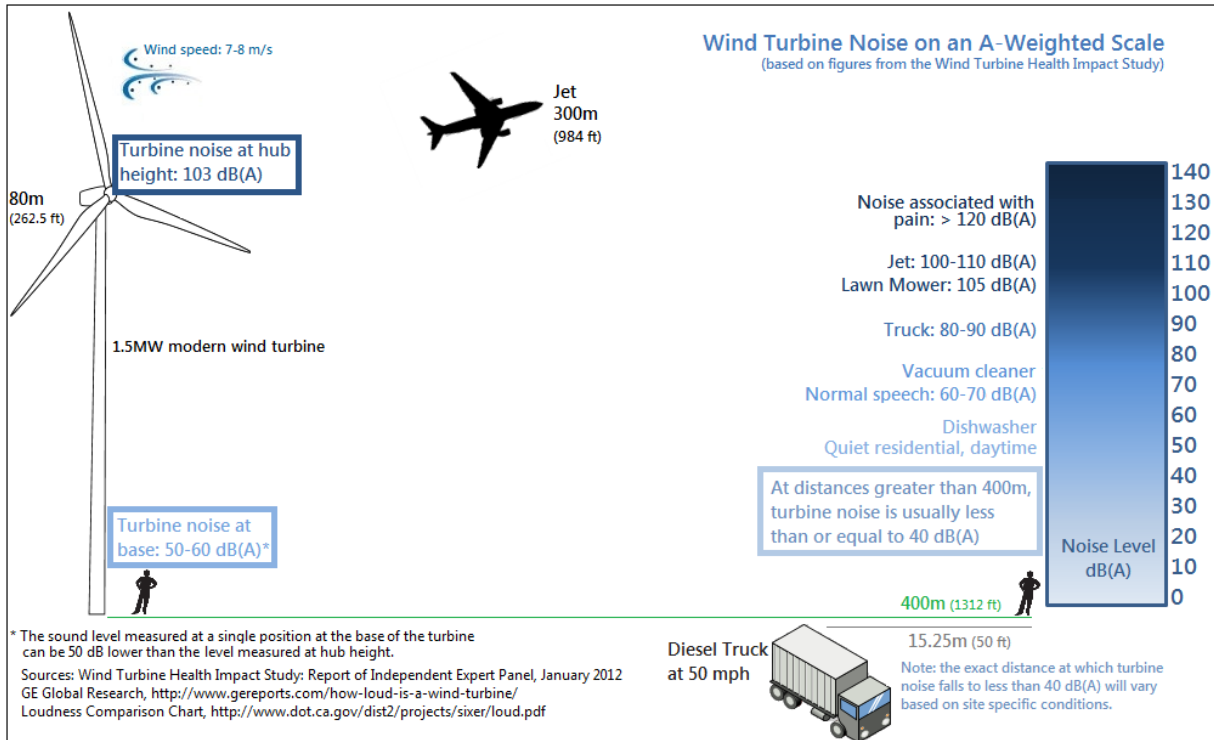 Wind speed: 7-8 m/s
Wind Turbine Noise on an A-Weighted Scale
(based on figures from the Wind Turbine Health Impact Study)
Jet
300m
(984 ft)
Turbine noise at hub
height: 103 dB(A)
80m
(262.5 ft)
1.5MW modern wind turbine
Noise associated with
pain: > 120 dB(A)
Jet: 100-110 dB(A)
Lawn Mower: 105 dB(A)
Truck: 80-90 dB(A)
Vacuum cleaner
Normal speech: 60-70 dB(A)
Dishwasher
Quiet residential, daytime
At distances greater than 400m,
turbine noise is usually less
than or equal to 40 dB(A)
140
130
120
110
100
90
80
70
60
50
40
30
20
10
0
Noise Level
dB(A)
Turbine noise at
base: 50-60 dB(A)*
400m (1312 ft)
15.25m (50 ft)
Diesel Truck
at 50 mph
Note: the exact distance at which turbine
noise falls to less than 40 dB(A) will vary
based on site specific conditions.
* The sound level measured at a single position at the base of the turbine
can be 50 dB lower than the level measured at hub height.
Sources: Wind Turbine Health Impact Study: Report of Independent Expert Panel, January 2012
GE Global Research, http://www.gereports.com/how-loud-is-a-wind-turbine/
Loudness Comparison Chart, http://www.dot.ca.gov/dist2/projects/sixer/loud.pdf